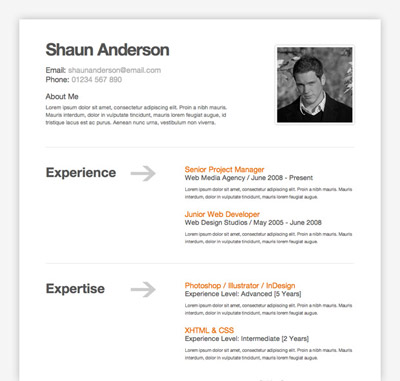 Shaun Anderson
Email: shaunanderson@email.com
Phone: 01234 567 890
About Me
Lorem ipsum dolor sit amet, consectetur adipiscing elit. Proin a nibh mauris, id
interdum, dolor in vulputate tincidunt, mauris lorem feugiat augue, id
tristique lacus est ac purus. Aenean nunc urna, vestibulum non viverra.
Experience
Senior Project Manager
Web Media Agency / June 2008 - Present
Lorem ipsum dolor sit amet, consectetur adipiscing elit. Proin a nibh mauris. Mauris
interdum, dolor in vulputate tincidunt, mauris lorem feugiat augue.
Junior Web Developer
Web Design Studios / May 2005 - June 2008
Lorem ipsum dolor sit amet, consectetur adipiscing elit. Proin a nibh mauris. Mauris
interdum, dolor in vulputate tincidunt, mauris lorem feugiat augue.
Expertise
Photoshop / Illustrator / InDesign
Experience Level: Advanced [5 Years]
Lorem ipsum dolor sit amet, consectetur adipiscing elit. Proin a nibh mauris. Mauris
interdum, dolor in vulputate tincidunt, mauris lorem feugiat augue.
XHTML & CSS
Experience Level: Intermediate [2 Years]
Lorem ipsum dolor sit amet, consectetur adipiscing elit. Proin a nibh mauris. Mauris
interdum, dolor in vulputate tincidunt, mauris lorem feugiat augue.